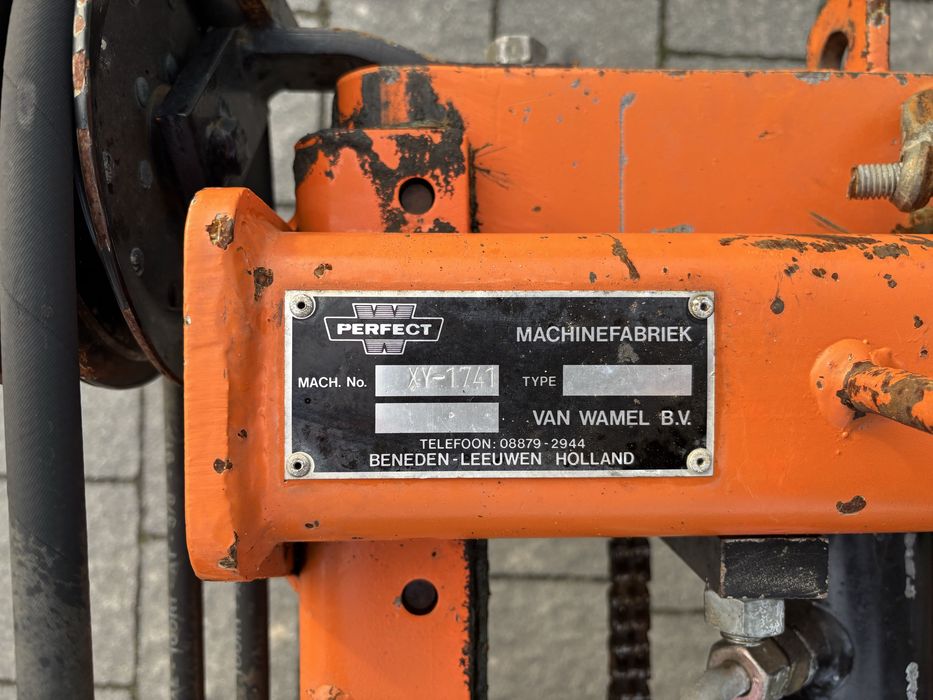 PERFECT
MACHINEFABRIEK
MACH. No. XY-1741 TYPE
VAN WAMEL B.V.
TELEFOON: 08879-2944
BENEDEN-LEEUWEN HOLLAND